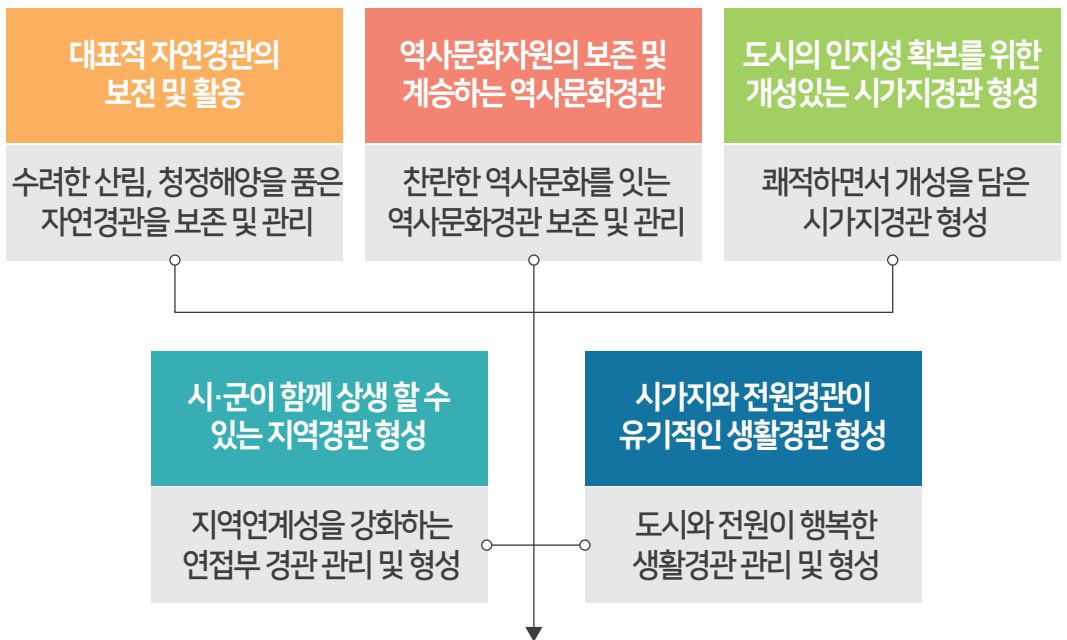 대표적 자연경관의
보전 및 활용
수려한 산림, 청정해양을 품은
자연경관을 보존 및 관리
역사문화자원의 보존 및
계승하는 역사문화경관
찬란한 역사문화를 잇는
역사문화경관 보존 및 관리
도시의 인지성 확보를 위한
개성있는 시가지경관 형성
쾌적하면서 개성을 담은
시가지경관 형성
시·군이 함께 상생 할 수
있는 지역경관 형성
지역연계성을 강화하는
연접부 경관 관리 및 형성
시가지와 전원경관이
유기적인 생활경관 형성
도시와 전원이 행복한
생활경관 관리 및 형성